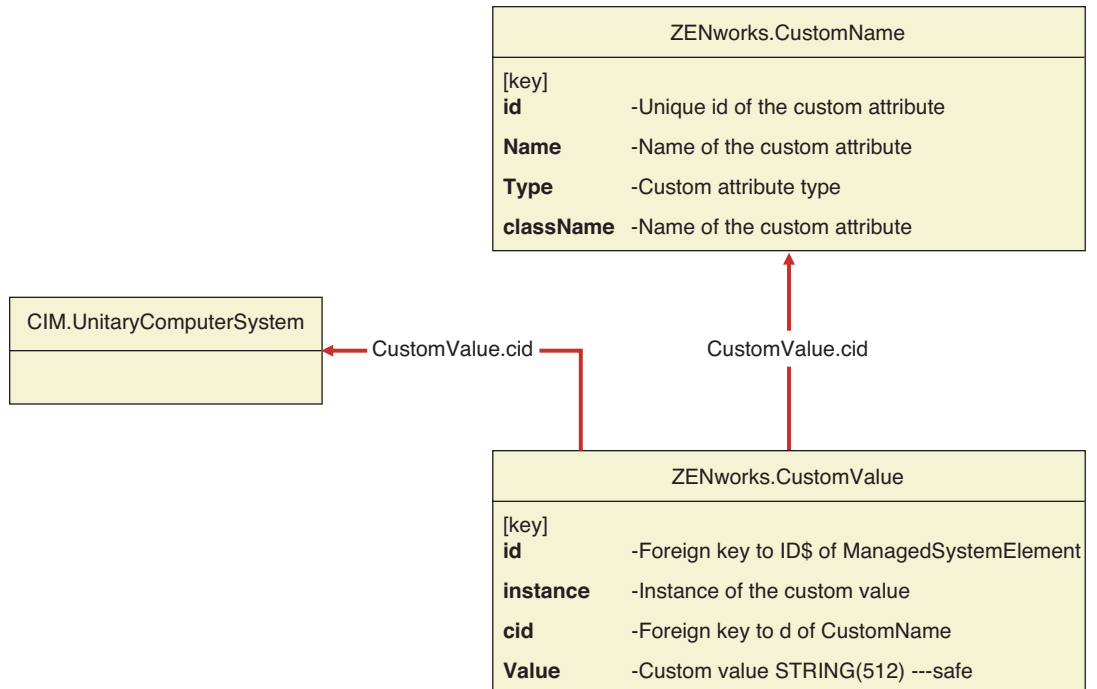 ZENworks.CustomName
[key]
id -Unique id of the custom attribute
Name -Name of the custom attribute
Type -Custom attribute type
className -Name of the custom attribute
CIM.UnitaryComputerSystem
CustomValue.cid
CustomValue.cid
ZENworks.CustomValue
[key]
id -Foreign key to ID$ of ManagedSystemElement
instance -Instance of the custom value
cid -Foreign key to d of CustomName
Value -Custom value STRING(512) ---safe